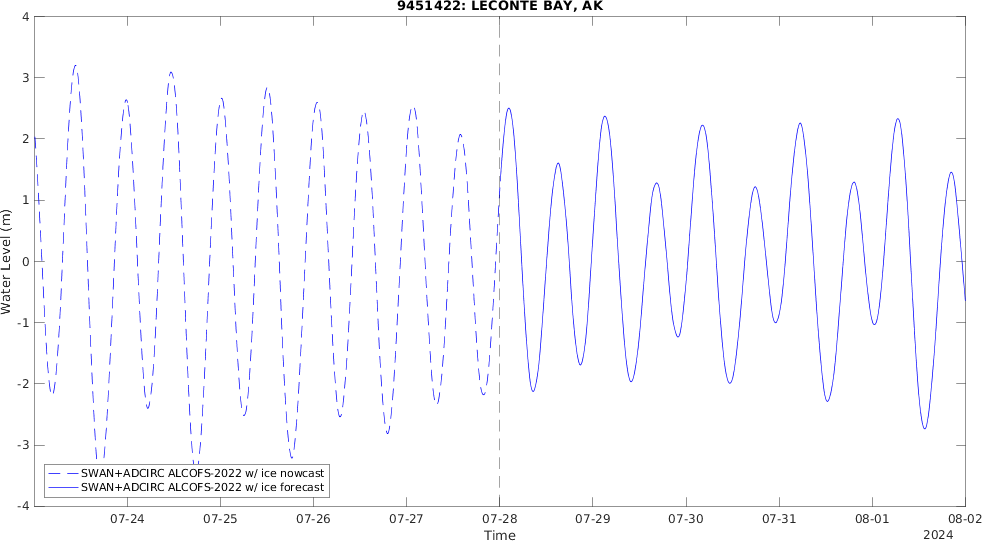 9451422: LECONTE BAY, AK
4
3
2
1
0
-1
-2
-3
-4
Water Level (m)
SWAN+ADCIRC ALCOFS-2022 w/ ice nowcast
SWAN+ADCIRC ALCOFS-2022 w/ ice forecast
07-24 07-25 07-26 07-27 07-28 07-29 07-30 07-31 08-01 08-02
Time
2024